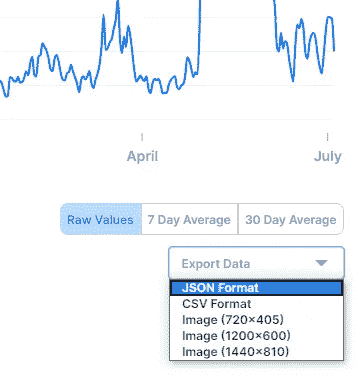 April July
Raw Values 7 Day Average 30 Day Average
Export Data
JSON Format
CSV Format
Image (720×405)
Image (1200×600)
Image (1440×810)